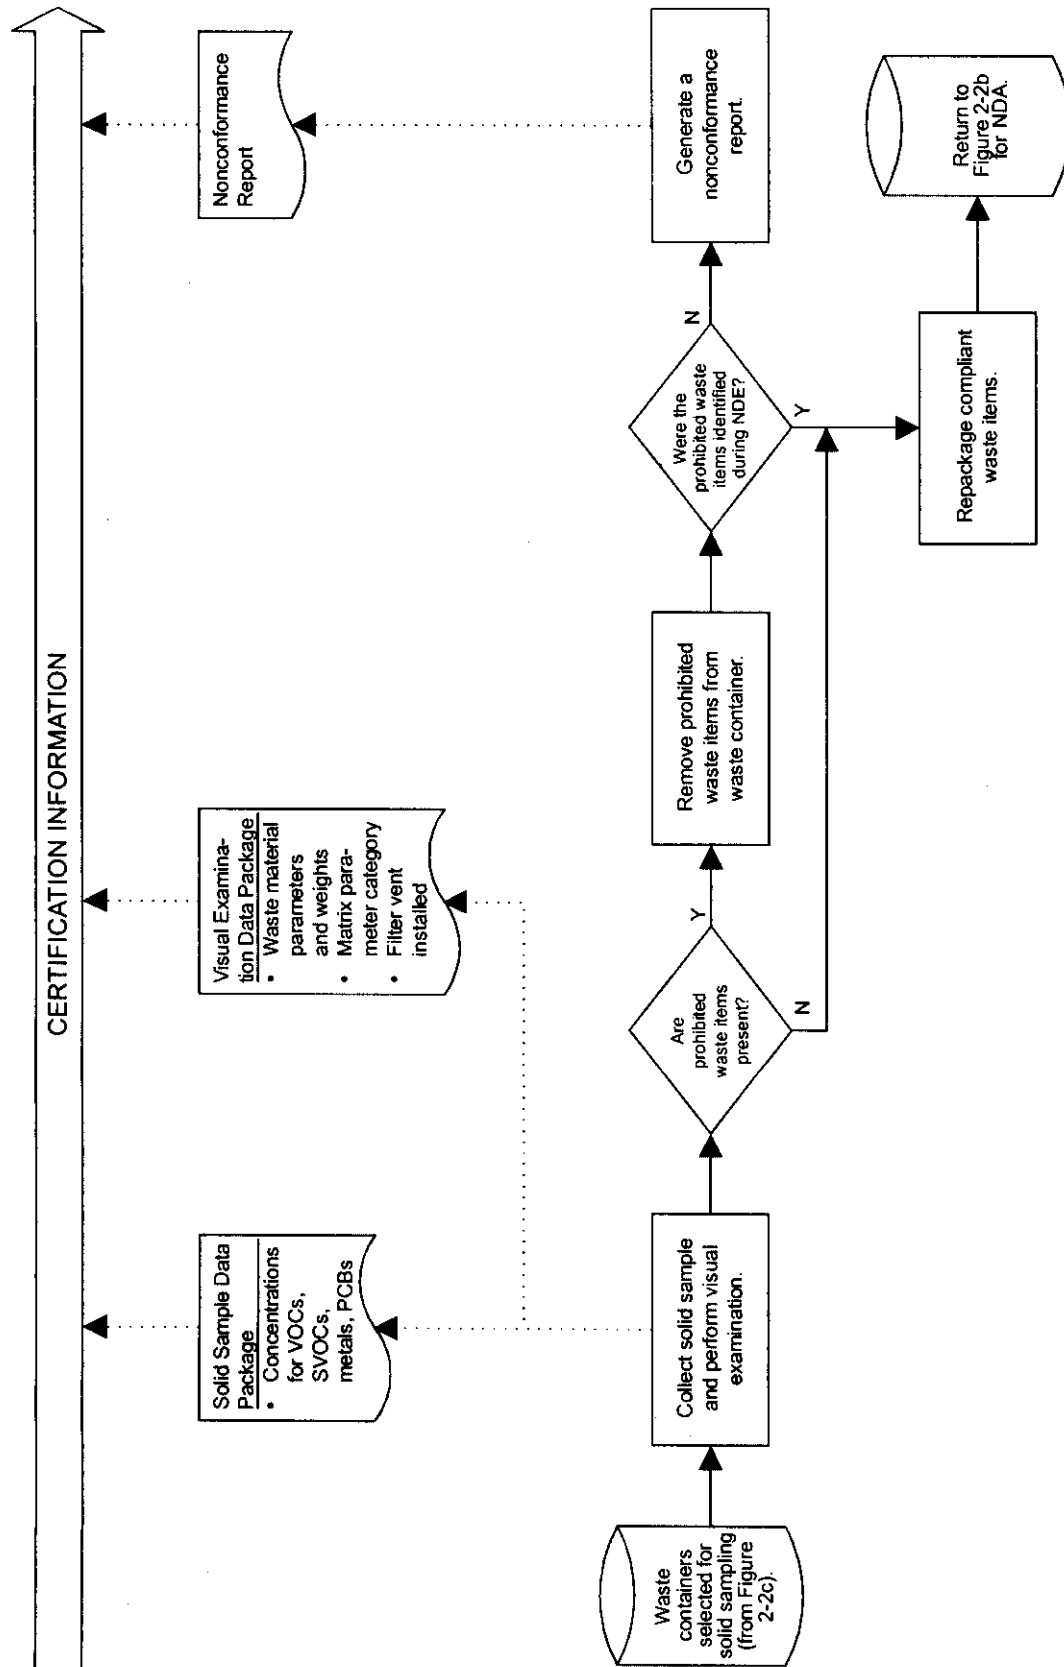 CERTIFICATION INFORMATION
Solid Sample Data
Package
• Concentrations
for VOCs,
SVOCs,
metals, PCBs
Visual Examina-
tion Data Package
• Waste material
parameters
and weights
• Matrix para-
meter category
• Filter vent
installed
Nonconformance
Report
Waste
containers
selected for
solid sampling
(from Figure
2-2c).
Collect solid sample
and perform visual
examination.
Are
prohibited
waste items
present?
Y
N
Remove prohibited
waste items from
waste container.
Were the
prohibited waste
items identified
during NDE?
N
Y
Generate a
nonconformance
report.
Repackage compliant
waste items.
Return to
Figure 2-2b
for NDA.